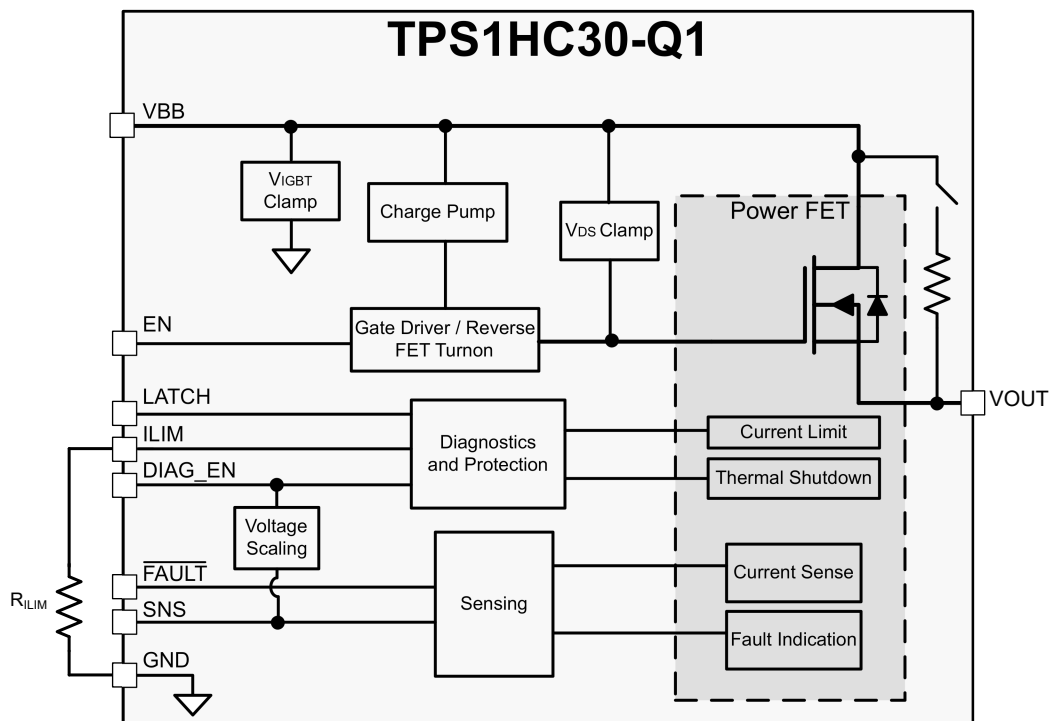 TPS1HC30-Q1
VBB
VIGBT
Clamp
Charge Pump
VDS Clamp
Power FET
EN
Gate Driver / Reverse
FET Turnon
LATCH
ILIM
DIAG_EN
Diagnostics
and Protection
Current Limit
Thermal Shutdown
VOUT
Voltage
Scaling
FAULT
SNS
GND
RILIM
Sensing
Current Sense
Fault Indication